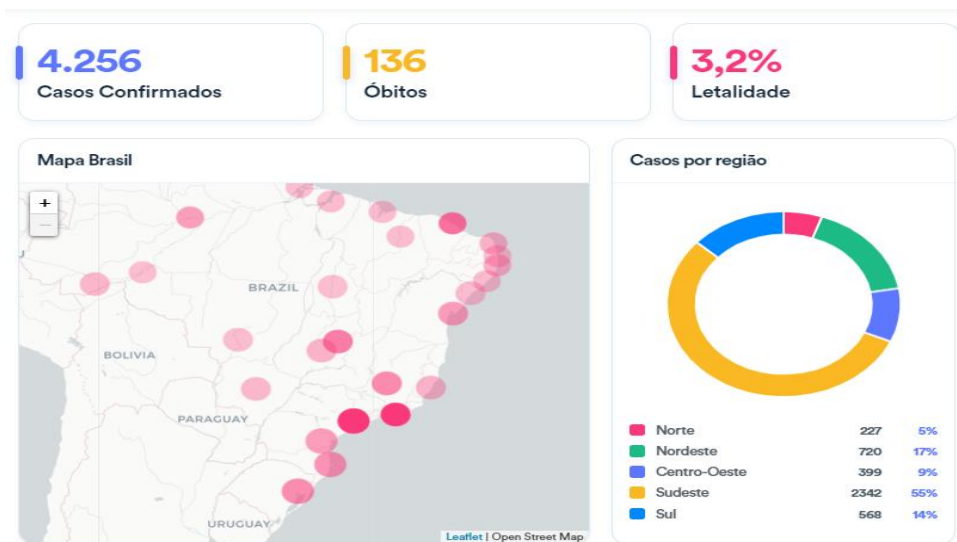 4.256
Casos Confirmados
136
Óbitos
3,2%
Letalidade
Mapa Brasil
+
−
BRAZIL
BOLIVIA
PARAGUAY
URUGUAY
Leaflet | Open Street Map
Casos por região
Norte 227 5%
Nordeste 720 17%
Centro-Oeste 399 9%
Sudeste 2342 55%
Sul 568 14%